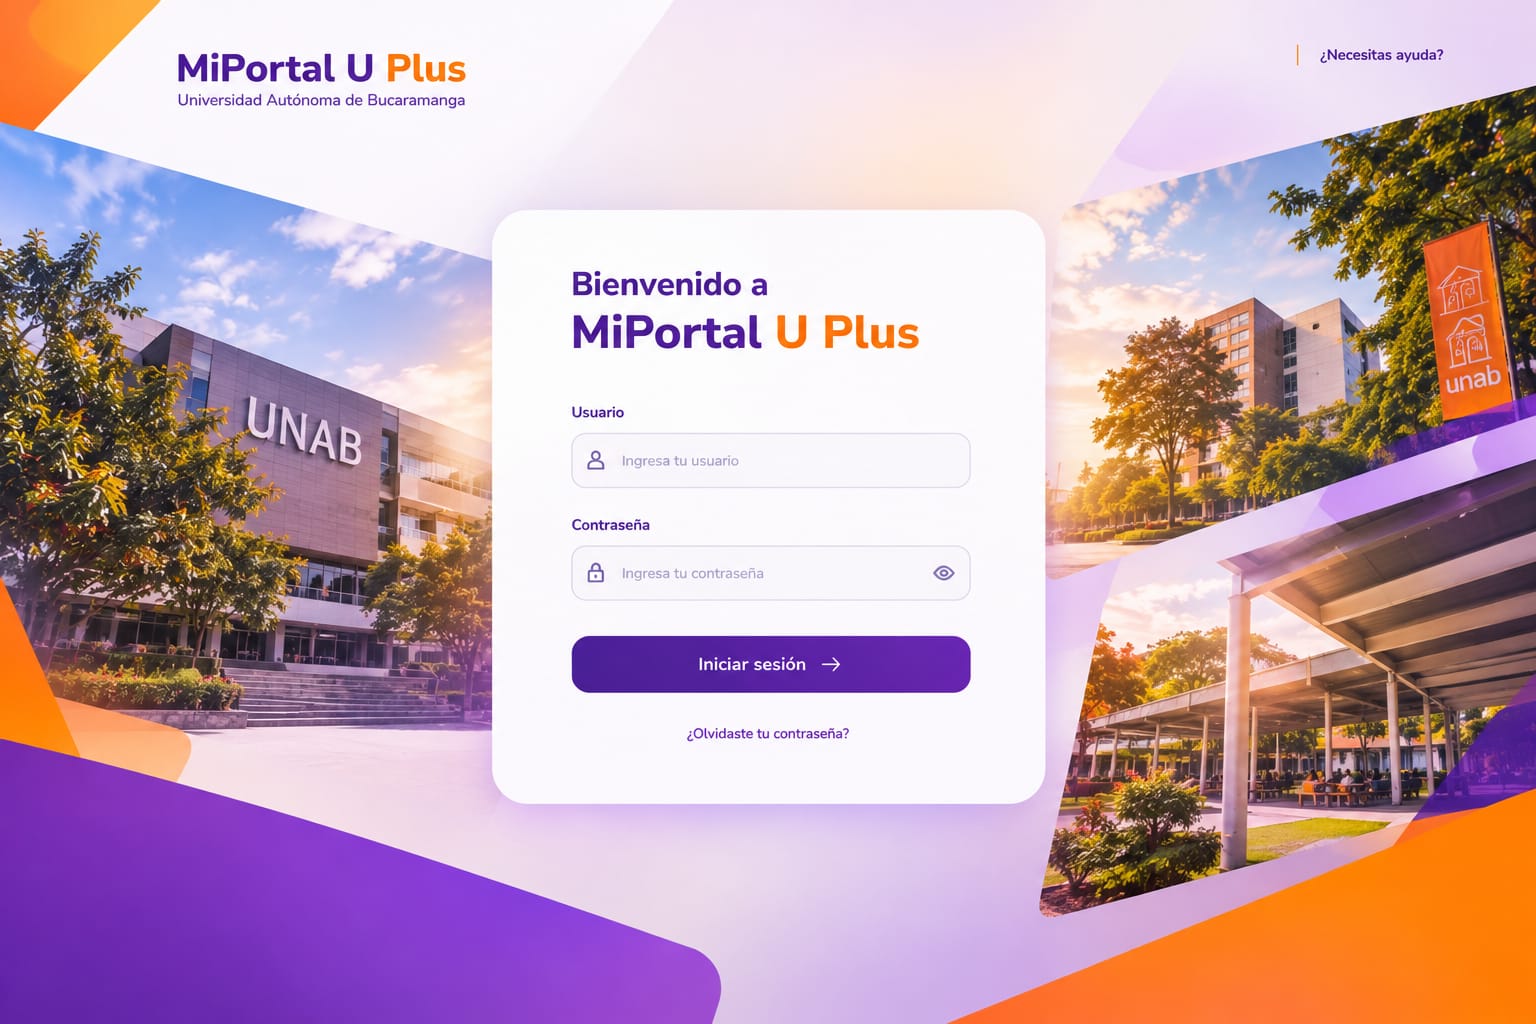 MiPortal U Plus
Universidad Autónoma de Bucaramanga
¿Necesitas ayuda?
Bienvenido a
MiPortal U Plus
Usuario
Ingresa tu usuario
Contraseña
Ingresa tu contraseña
Iniciar sesión
¿Olvidaste tu contraseña?
UNAB
unab